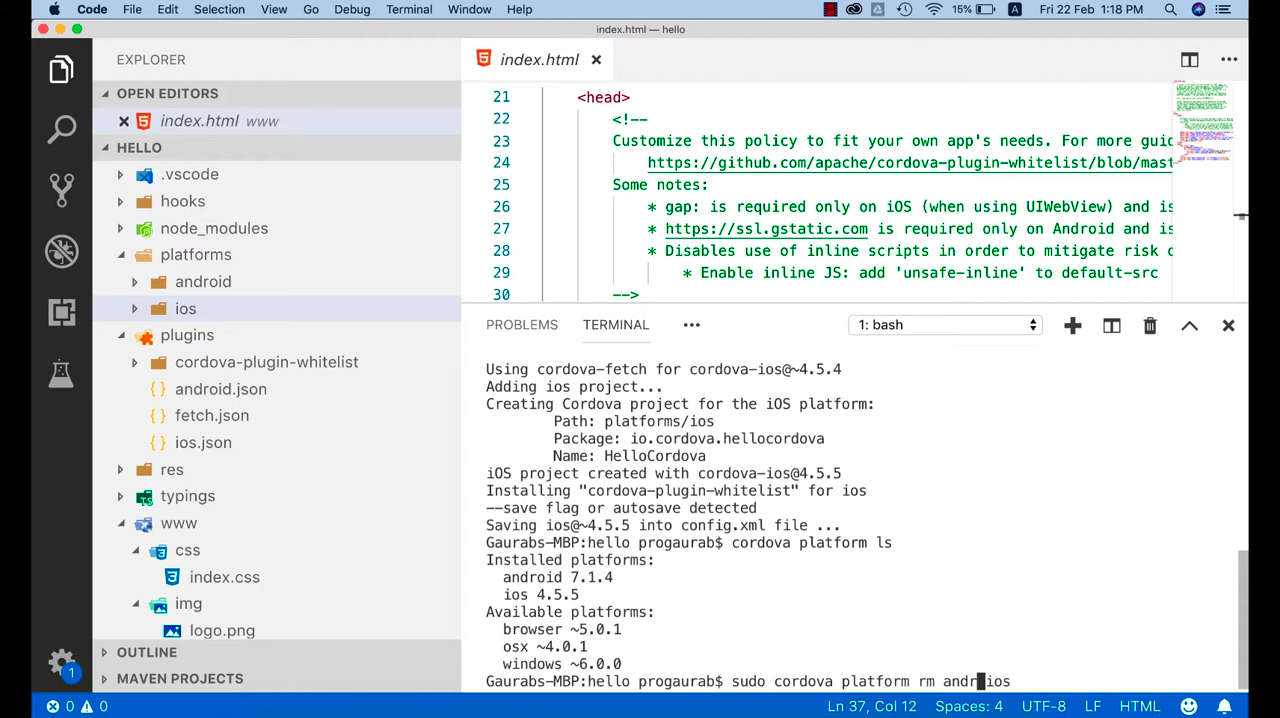 Code File Edit Selection View Go Debug Terminal Window Help 15% A Fri 22 Feb 1:18 PM
index.html — hello
EXPLORER
OPEN EDITORS
index.html www
HELLO
.vscode
hooks
node_modules
platforms
android
ios
plugins
cordova-plugin-whitelist
android.json
fetch.json
ios.json
res
typings
www
css
index.css
img
logo.png
OUTLINE
MAVEN PROJECTS
1
index.html
21 <head>
22 <!--
23 Customize this policy to fit your own app's needs. For more guid
24 https://github.com/apache/cordova-plugin-whitelist/blob/mast
25 Some notes:
26 * gap: is required only on iOS (when using UIWebView) and is
27 * https://ssl.gstatic.com is required only on Android and is
28 * Disables use of inline scripts in order to mitigate risk o
29 * Enable inline JS: add 'unsafe-inline' to default-src
30 -->
PROBLEMS TERMINAL ••• 1: bash
Using cordova-fetch for cordova-ios@~4.5.4
Adding ios project...
Creating Cordova project for the iOS platform:
Path: platforms/ios
Package: io.cordova.hellocordova
Name: HelloCordova
iOS project created with cordova-ios@4.5.5
Installing "cordova-plugin-whitelist" for ios
--save flag or autosave detected
Saving ios@~4.5.5 into config.xml file ...
Gaurabs-MBP:hello progaurab$ cordova platform ls
Installed platforms:
android 7.1.4
ios 4.5.5
Available platforms:
browser ~5.0.1
osx ~4.0.1
windows ~6.0.0
Gaurabs-MBP:hello progaurab$ sudo cordova platform rm andr ios
0 0 Ln 37, Col 12 Spaces: 4 UTF-8 LF HTML